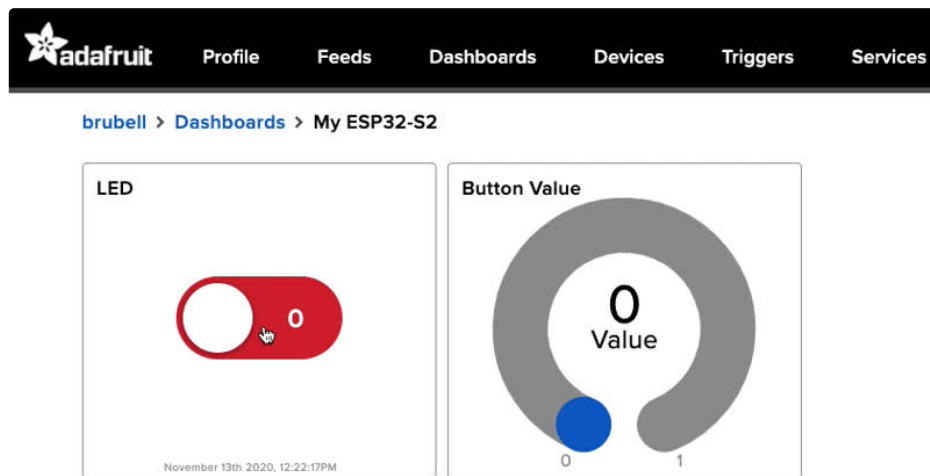 adafruit Profile Feeds Dashboards Devices Triggers Services
brubell > Dashboards > My ESP32-S2
LED
0
November 13th 2020, 12:22:17PM
Button Value
0
Value
0 1